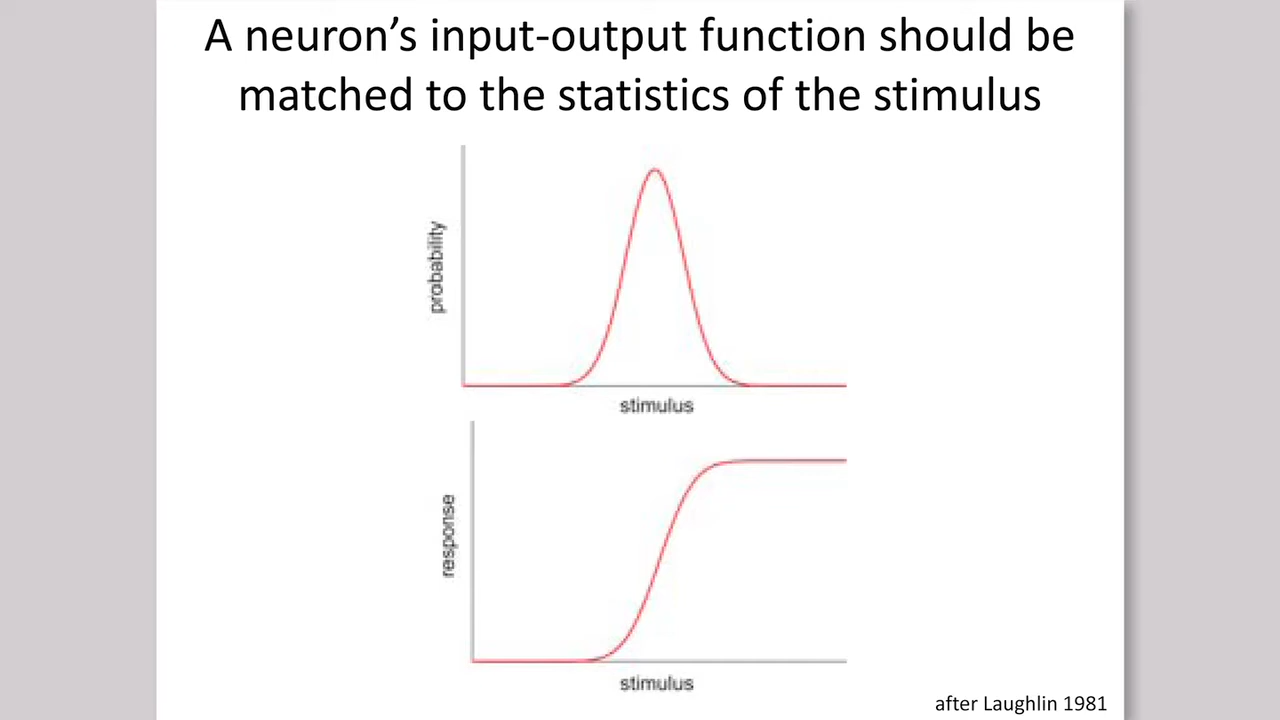 A neuron’s input-output function should be
matched to the statistics of the stimulus
probability
stimulus
response
stimulus
after Laughlin 1981